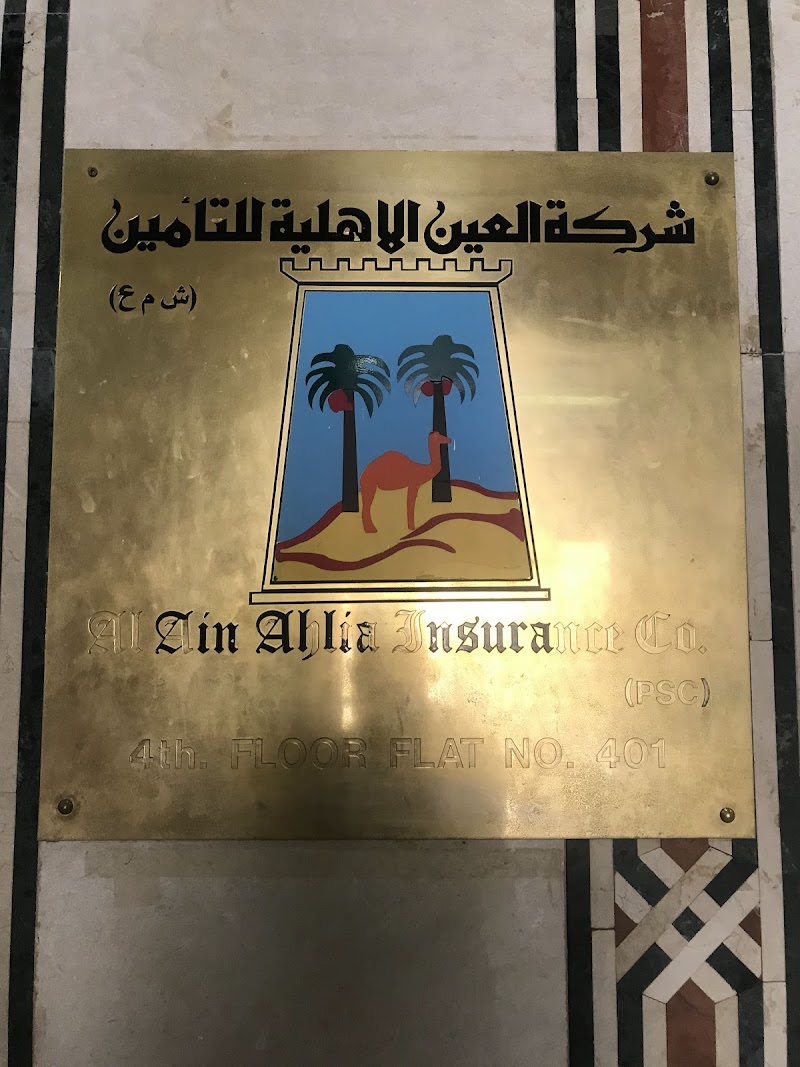 شركة العين الاهلية للتأمين
(ش م ع)
Al Ain Ahlia Insurance Co.
(PSC)
4th. FLOOR FLAT NO. 401